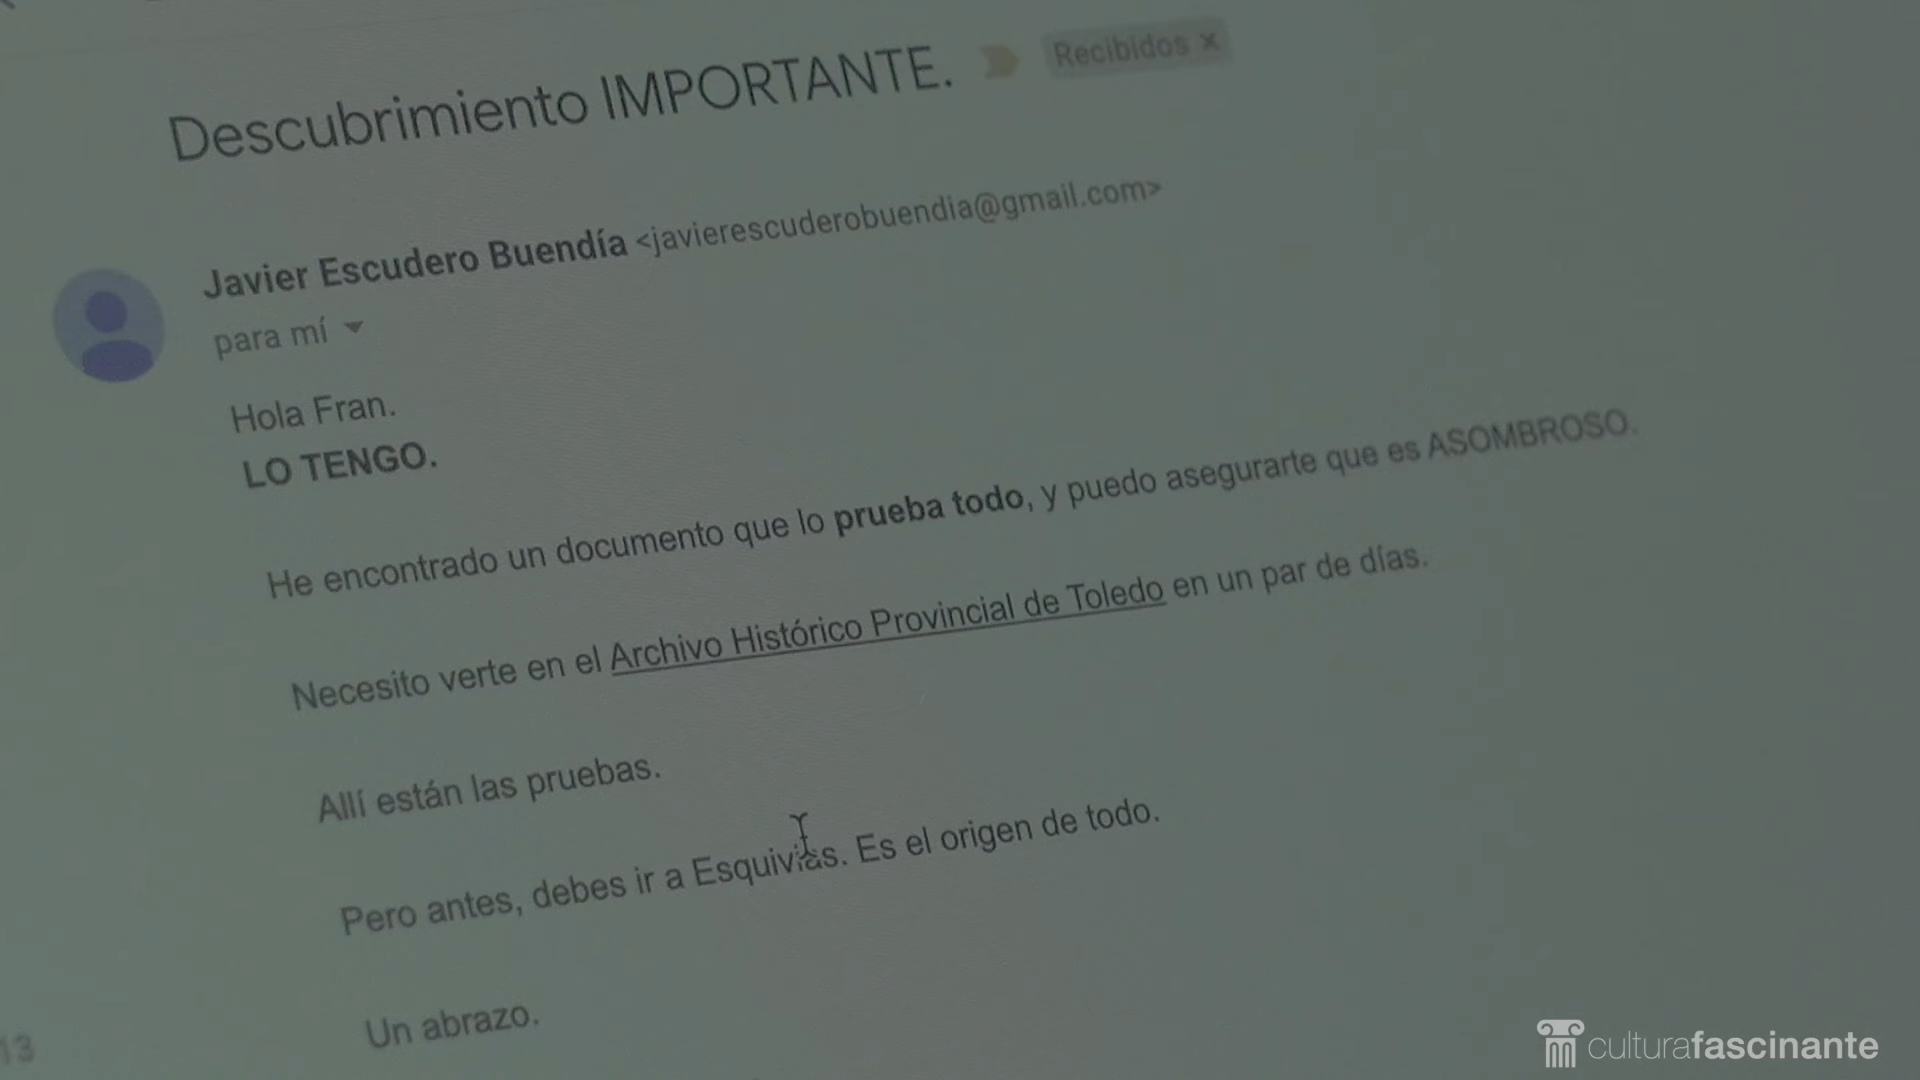 Descubrimiento IMPORTANTE.
Recibidos ×
Javier Escudero Buendía <javierescuderobuendia@gmail.com>
para mí
Hola Fran.
LO TENGO.
He encontrado un documento que lo prueba todo, y puedo asegurarte que es ASOMBROSO.
Necesito verte en el Archivo Histórico Provincial de Toledo en un par de días.
Allí están las pruebas.
Pero antes, debes ir a Esquivias. Es el origen de todo.
Un abrazo.
13
culturafascinante